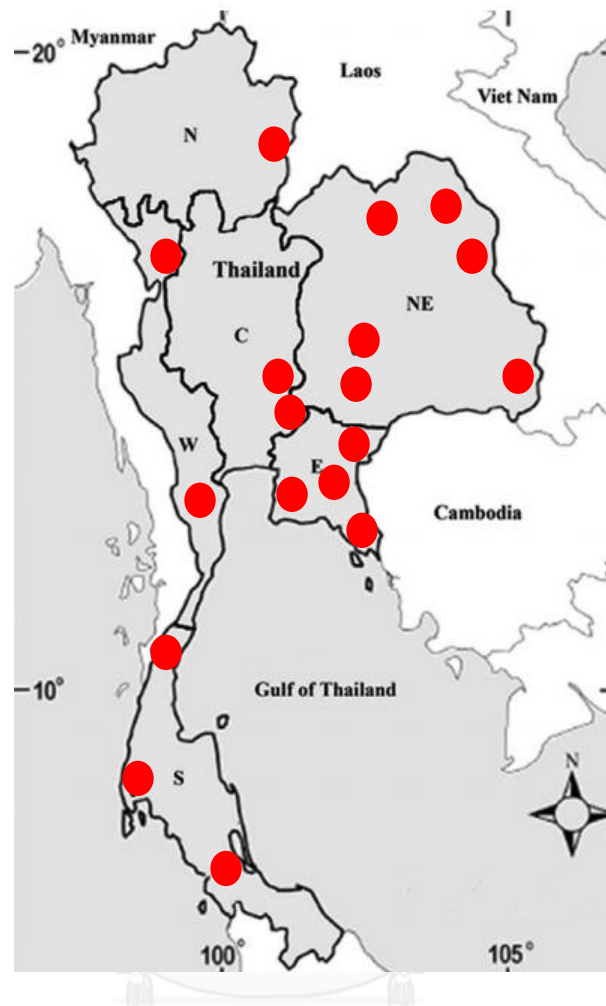 Myanmar
20°
Laos
Viet Nam
N
Thailand
NE
C
W
E
Cambodia
10°
Gulf of Thailand
N
S
100°
105°